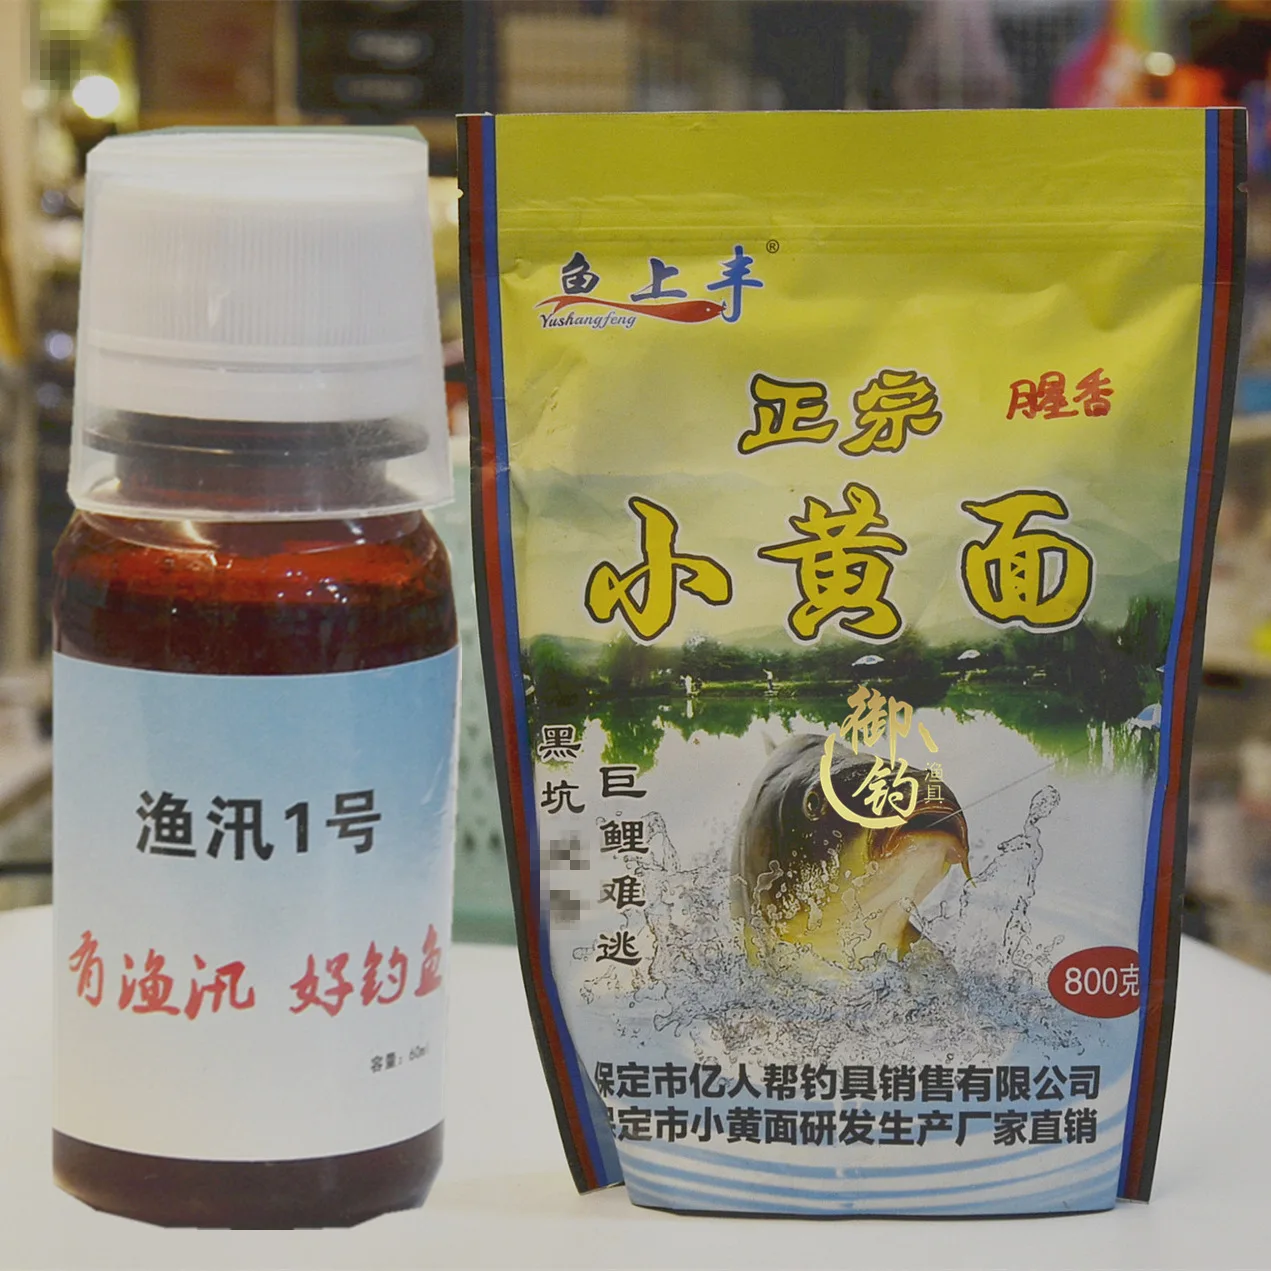 渔汛1号
有渔汛 好钓鱼
容量：60ml
鱼上丰®
Yushangfeng
正宗
腥香
小黄面
御钓
渔具
黑坑
巨鲤难逃
800克
保定市亿人帮钓具销售有限公司
保定市小黄面研发生产厂家直销